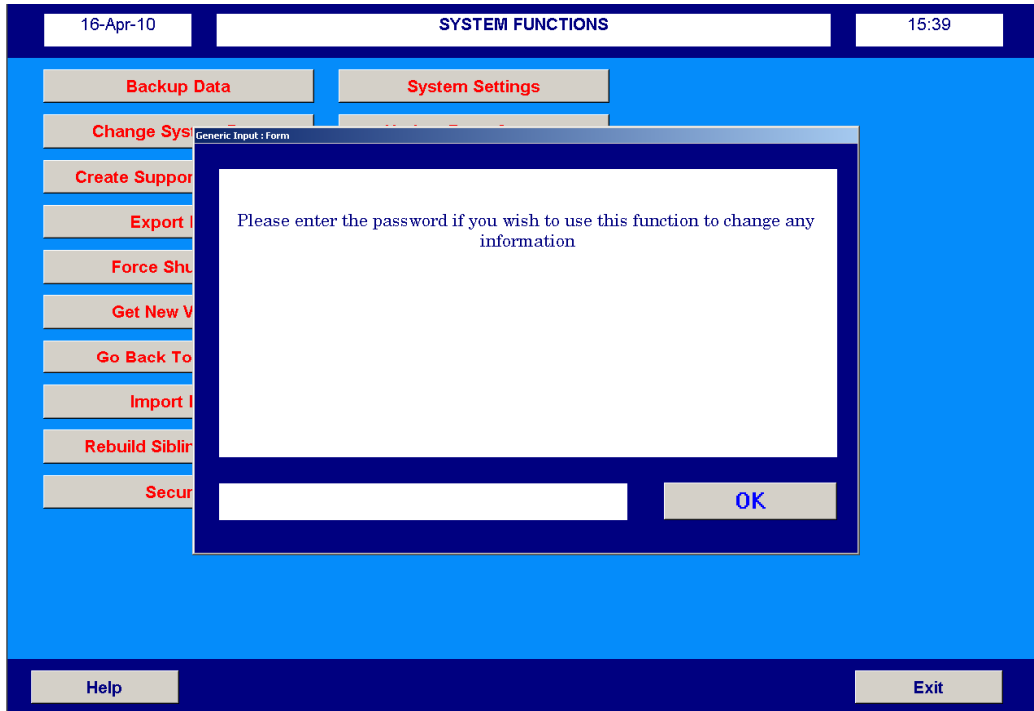 16-Apr-10
SYSTEM FUNCTIONS
15:39
Backup Data
System Settings
Change Sys
Generic Input : Form
Create Suppor
Please enter the password if you wish to use this function to change any
information
Export
Force Shu
Get New V
Go Back To
Import
Rebuild Siblin
Secur
OK
Help
Exit